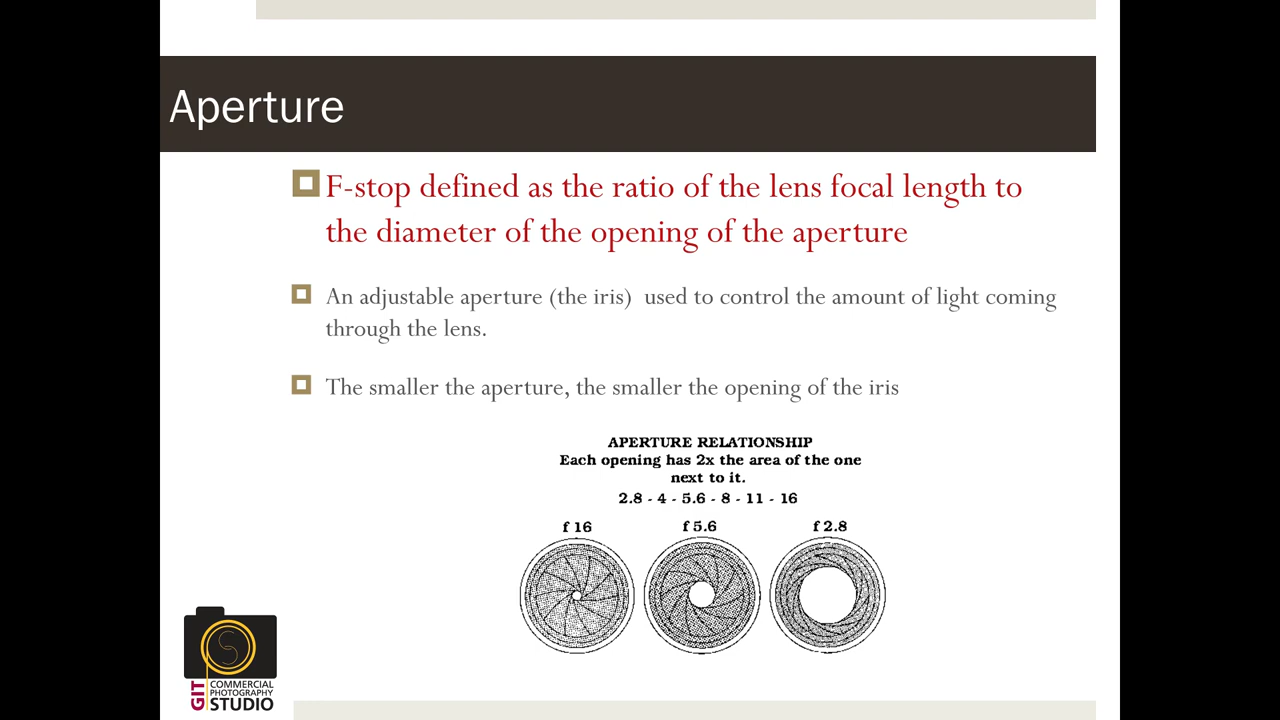 Aperture
F-stop defined as the ratio of the lens focal length to
the diameter of the opening of the aperture
An adjustable aperture (the iris) used to control the amount of light coming
through the lens.
The smaller the aperture, the smaller the opening of the iris
APERTURE RELATIONSHIP
Each opening has 2x the area of the one
next to it.
2.8 - 4 - 5.6 - 8 - 11 - 16
f 16 f 5.6 f 2.8
GIT
COMMERCIAL
PHOTOGRAPHY
STUDIO